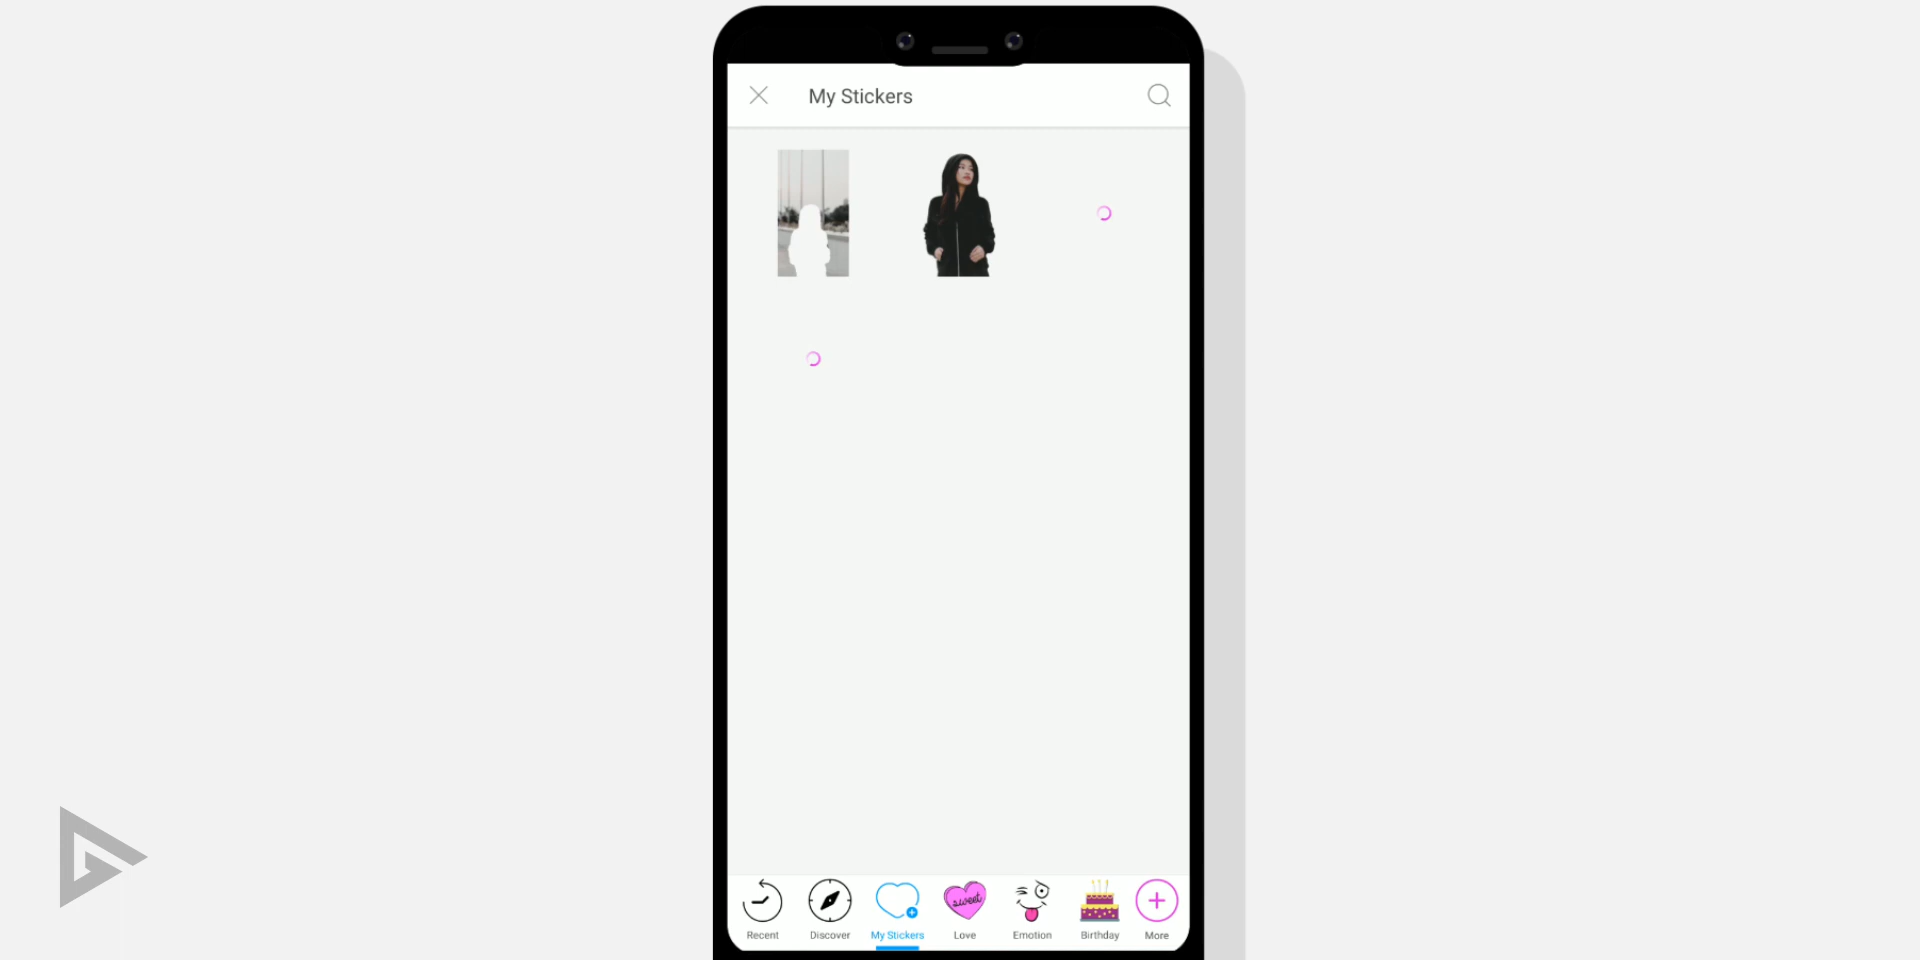 My Stickers
sweet
Recent
Discover
My Stickers
Love
Emotion
Birthday
More